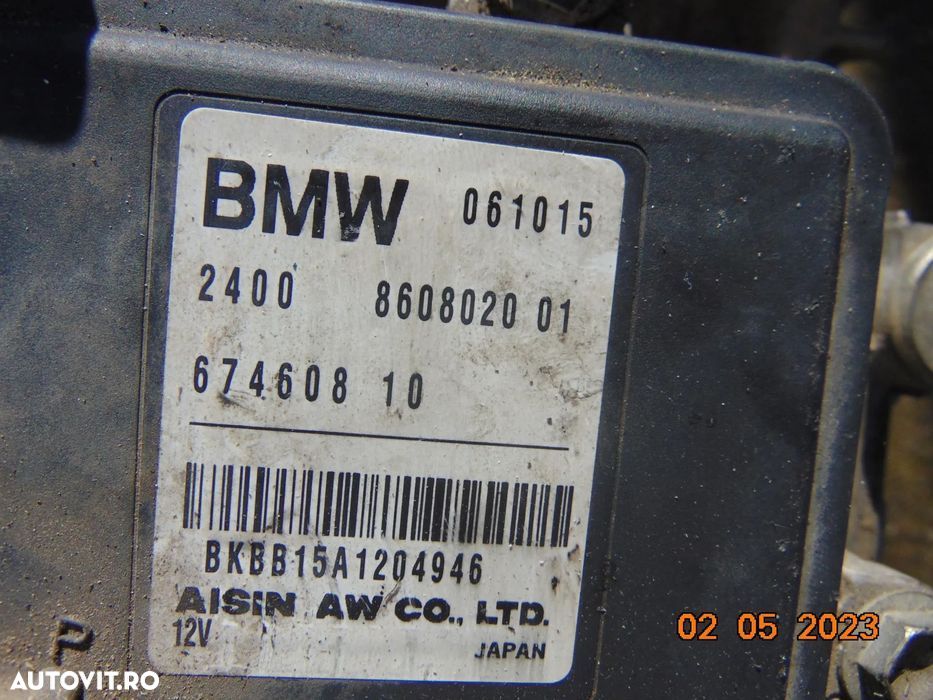 BMW 061015
2400 8608020 01
674608 10
BKBB15A1204946
AISIN AW CO., LTD.
12V JAPAN
02 05 2023
AUTOVIT.RO